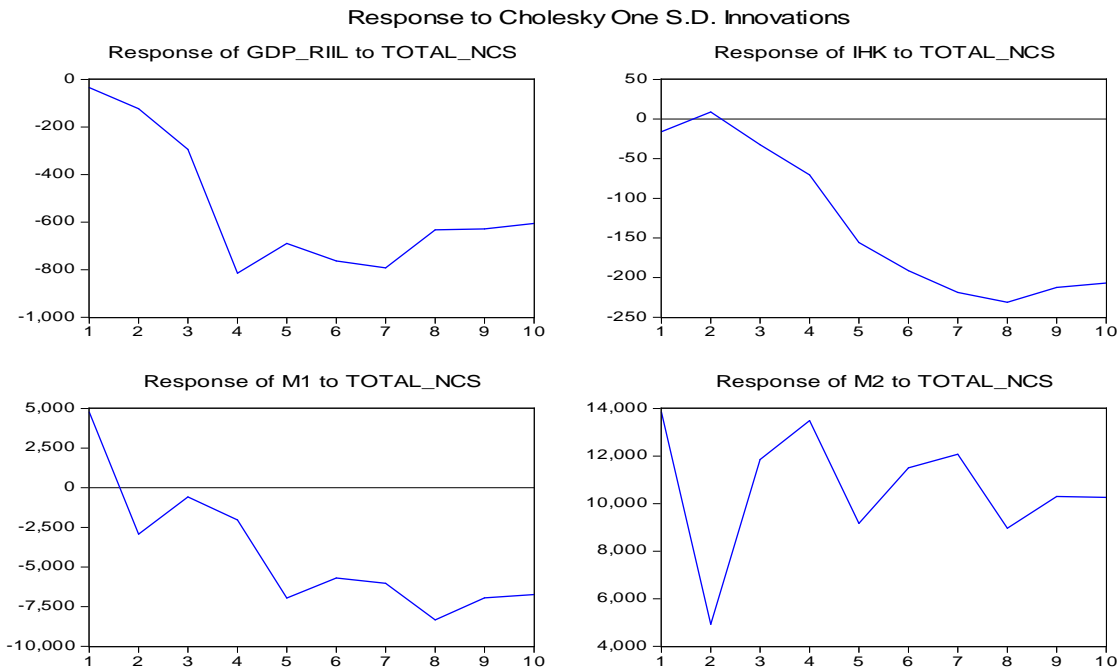 Response to Cholesky One S.D. Innovations
Response of GDP_RIIL to TOTAL_NCS
0
-200
-400
-600
-800
-1,000
1 2 3 4 5 6 7 8 9 10
Response of IHK to TOTAL_NCS
50
0
-50
-100
-150
-200
-250
1 2 3 4 5 6 7 8 9 10
Response of M1 to TOTAL_NCS
5,000
2,500
0
-2,500
-5,000
-7,500
-10,000
1 2 3 4 5 6 7 8 9 10
Response of M2 to TOTAL_NCS
14,000
12,000
10,000
8,000
6,000
4,000
1 2 3 4 5 6 7 8 9 10